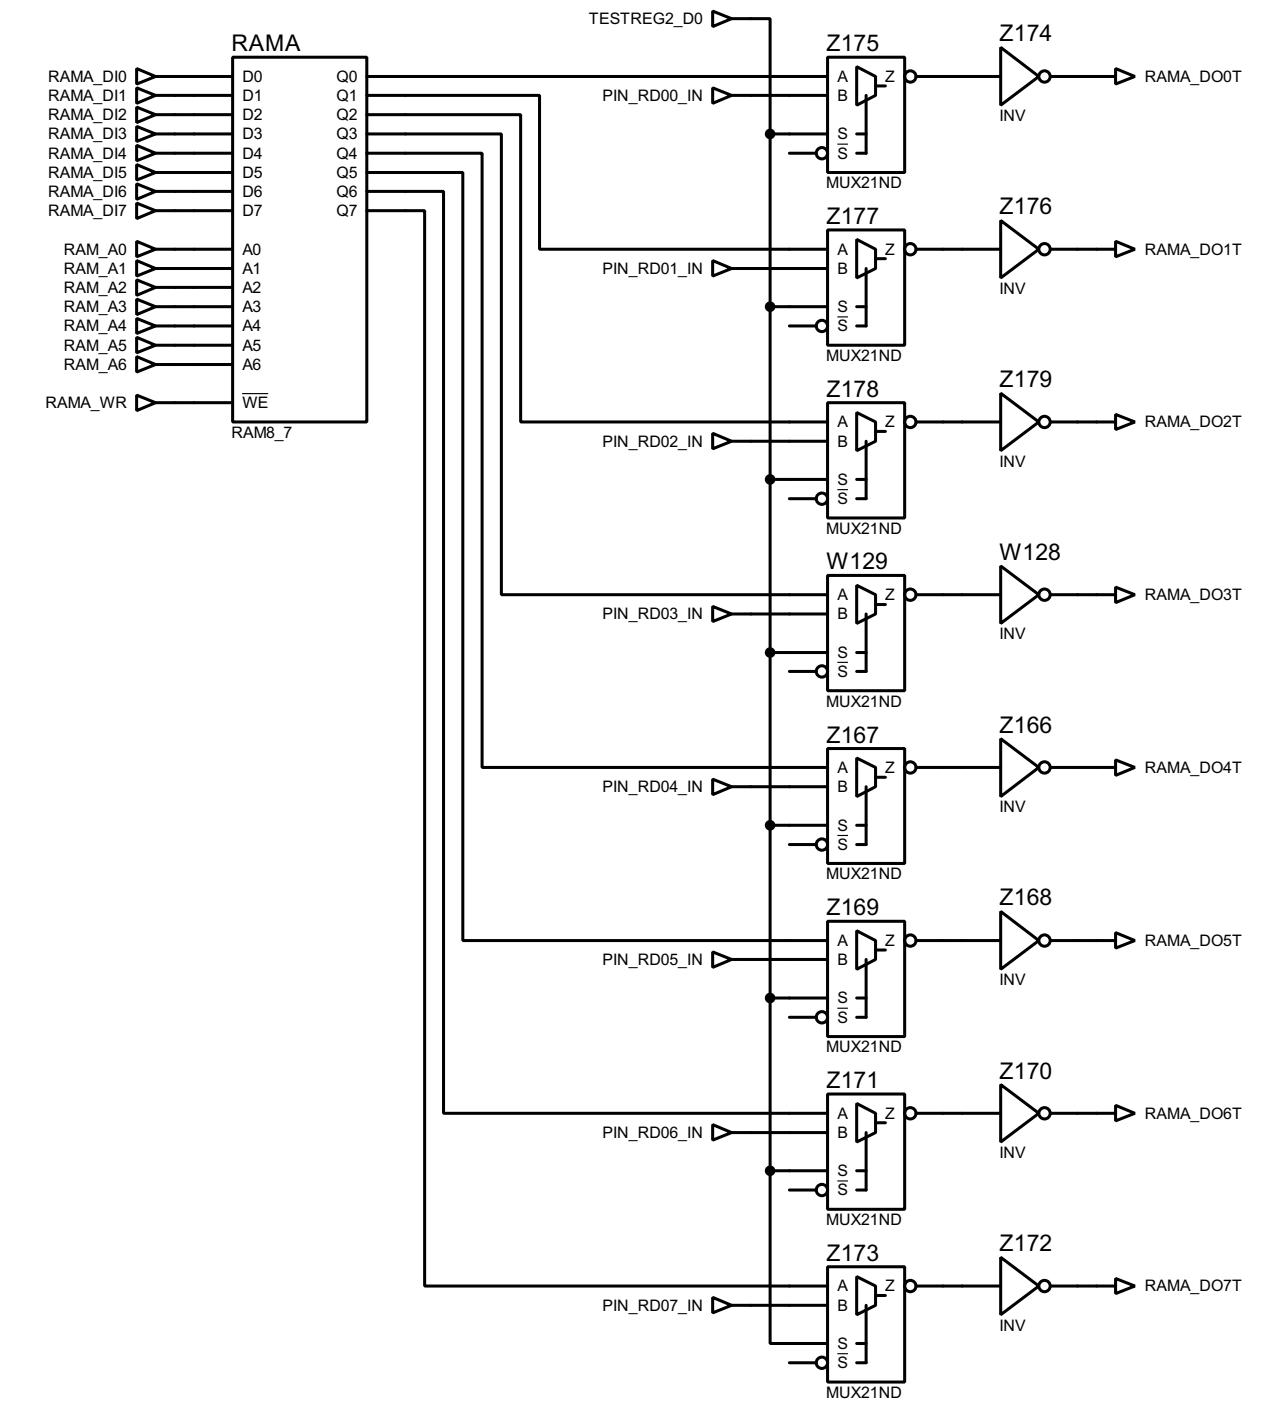 TESTREG2_D0
RAMA
RAMA_DI0 D0 Q0
RAMA_DI1 D1 Q1
RAMA_DI2 D2 Q2
RAMA_DI3 D3 Q3
RAMA_DI4 D4 Q4
RAMA_DI5 D5 Q5
RAMA_DI6 D6 Q6
RAMA_DI7 D7 Q7
RAM_A0 A0
RAM_A1 A1
RAM_A2 A2
RAM_A3 A3
RAM_A4 A4
RAM_A5 A5
RAM_A6 A6
RAMA_WR W̅E̅
RAM8_7
Z175 Z174
A Z RAMA_DO0T
PIN_RD00_IN B
INV
S
S̅
MUX21ND
Z177 Z176
A Z RAMA_DO1T
PIN_RD01_IN B
INV
S
S̅
MUX21ND
Z178 Z179
A Z RAMA_DO2T
PIN_RD02_IN B
INV
S
S̅
MUX21ND
W129 W128
A Z RAMA_DO3T
PIN_RD03_IN B
INV
S
S̅
MUX21ND
Z167 Z166
A Z RAMA_DO4T
PIN_RD04_IN B
INV
S
S̅
MUX21ND
Z169 Z168
A Z RAMA_DO5T
PIN_RD05_IN B
INV
S
S̅
MUX21ND
Z171 Z170
A Z RAMA_DO6T
PIN_RD06_IN B
INV
S
S̅
MUX21ND
Z173 Z172
A Z RAMA_DO7T
PIN_RD07_IN B
INV
S
S̅
MUX21ND